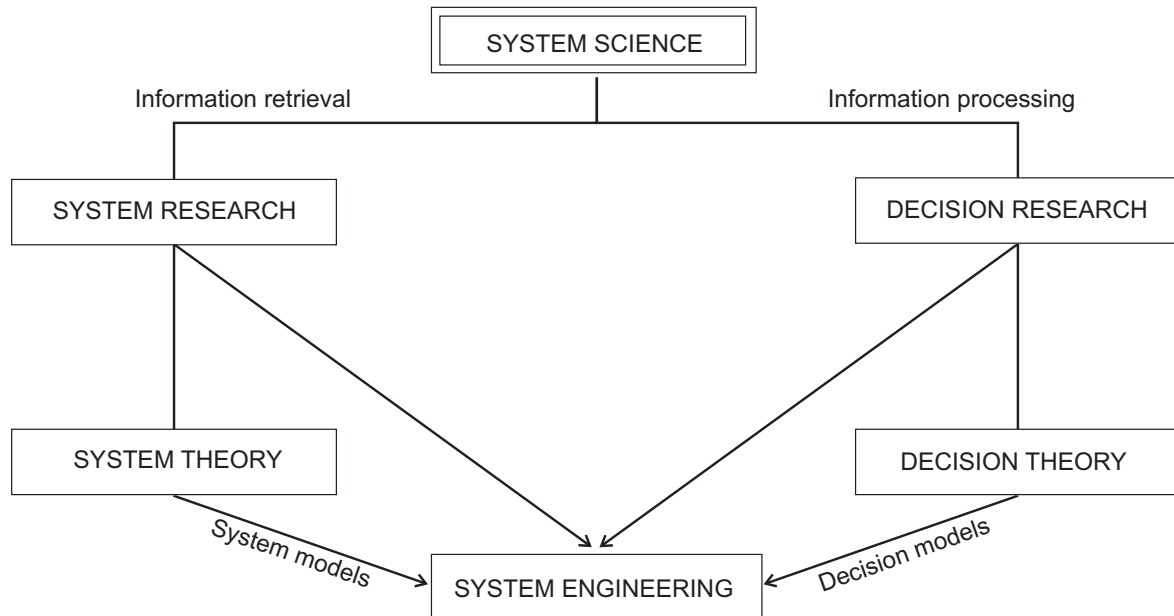 SYSTEM SCIENCE
Information retrieval
Information processing
SYSTEM RESEARCH
DECISION RESEARCH
SYSTEM THEORY
DECISION THEORY
System models
Decision models
SYSTEM ENGINEERING